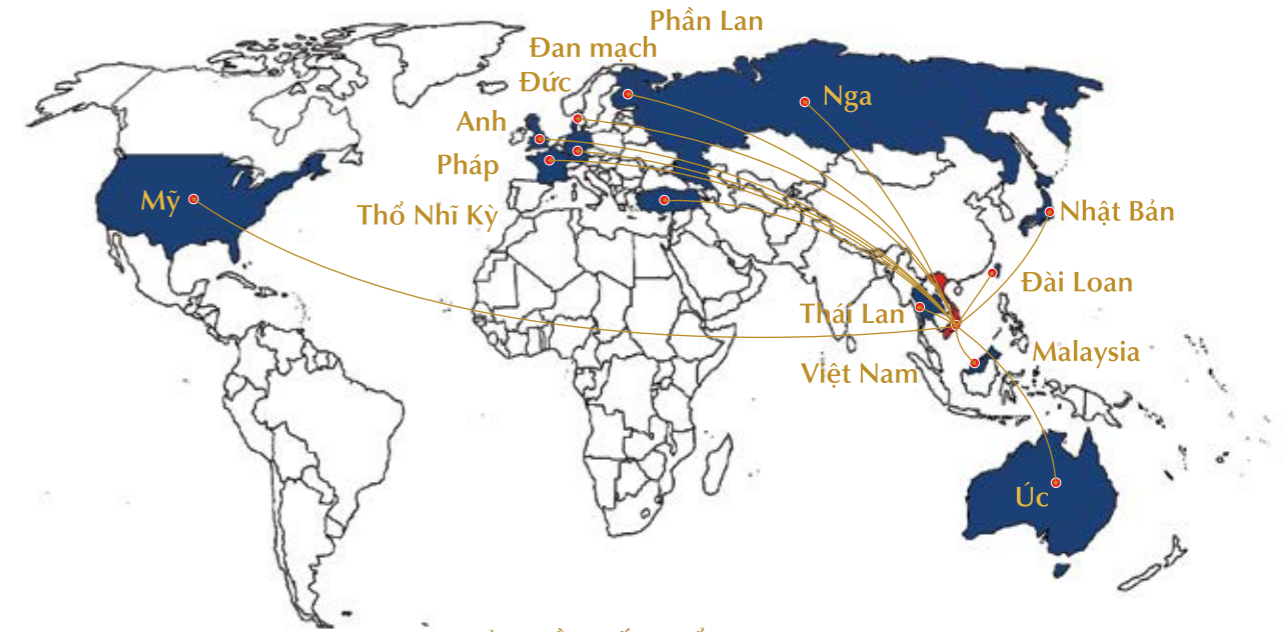 Phần Lan
Đan mạch
Đức
Nga
Anh
Pháp
Mỹ
Thổ Nhĩ Kỳ
Nhật Bản
Đài Loan
Thái Lan
Malaysia
Việt Nam
Úc